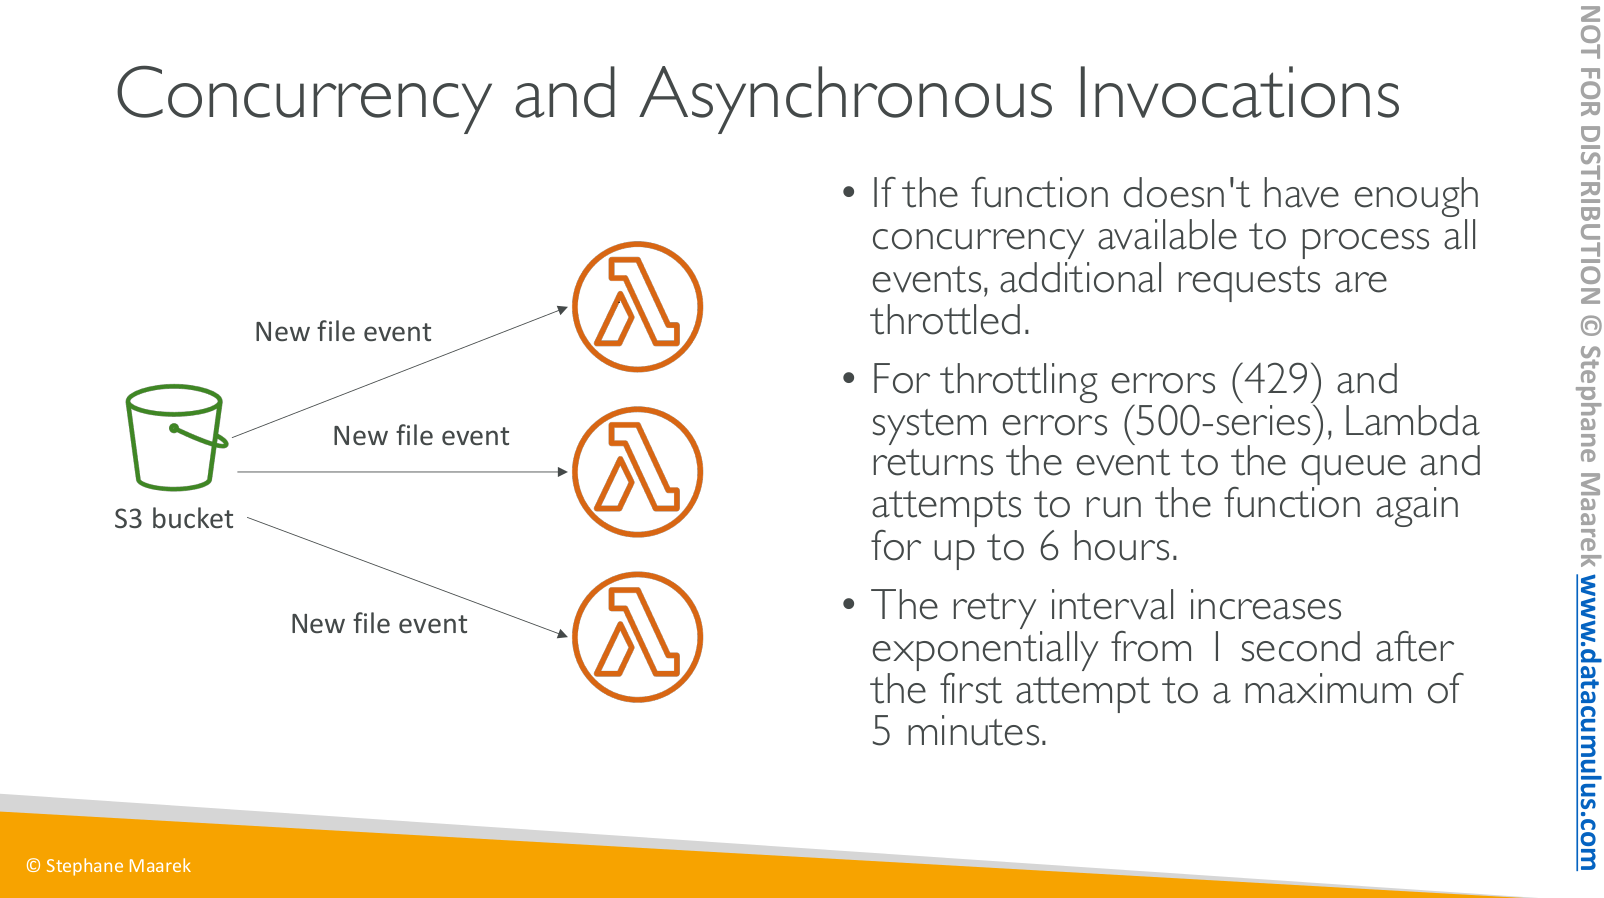 Concurrency and Asynchronous Invocations
New file event
New file event
S3 bucket
New file event
• If the function doesn't have enough
concurrency available to process all
events, additional requests are
throttled.
• For throttling errors (429) and
system errors (500-series), Lambda
returns the event to the queue and
attempts to run the function again
for up to 6 hours.
• The retry interval increases
exponentially from 1 second after
the first attempt to a maximum of
5 minutes.
© Stephane Maarek
NOT FOR DISTRIBUTION © Stephane Maarek www.datacumulus.com